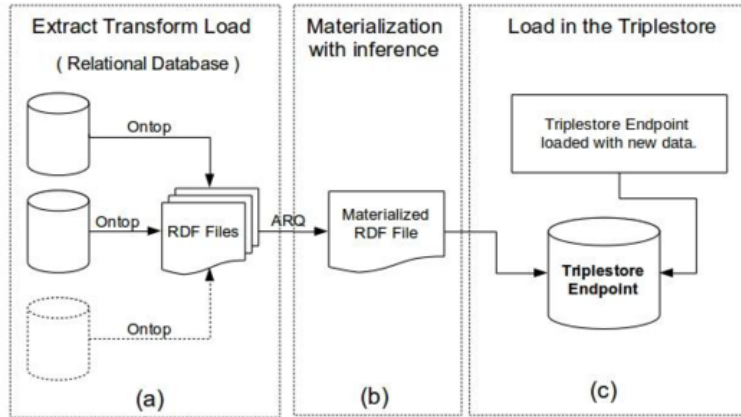 Extract Transform Load
( Relational Database )
Ontop
Ontop
Ontop
RDF Files
(a)
ARQ
Materialization
with inference
Materialized
RDF File
(b)
Load in the Triplestore
Triplestore Endpoint
loaded with new data.
Triplestore
Endpoint
(c)